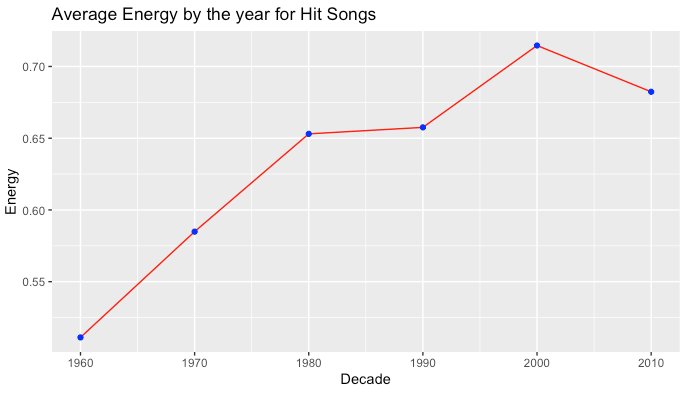 Average Energy by the year for Hit Songs
0.70
0.65
0.60
0.55
Energy
1960 1970 1980 1990 2000 2010
Decade